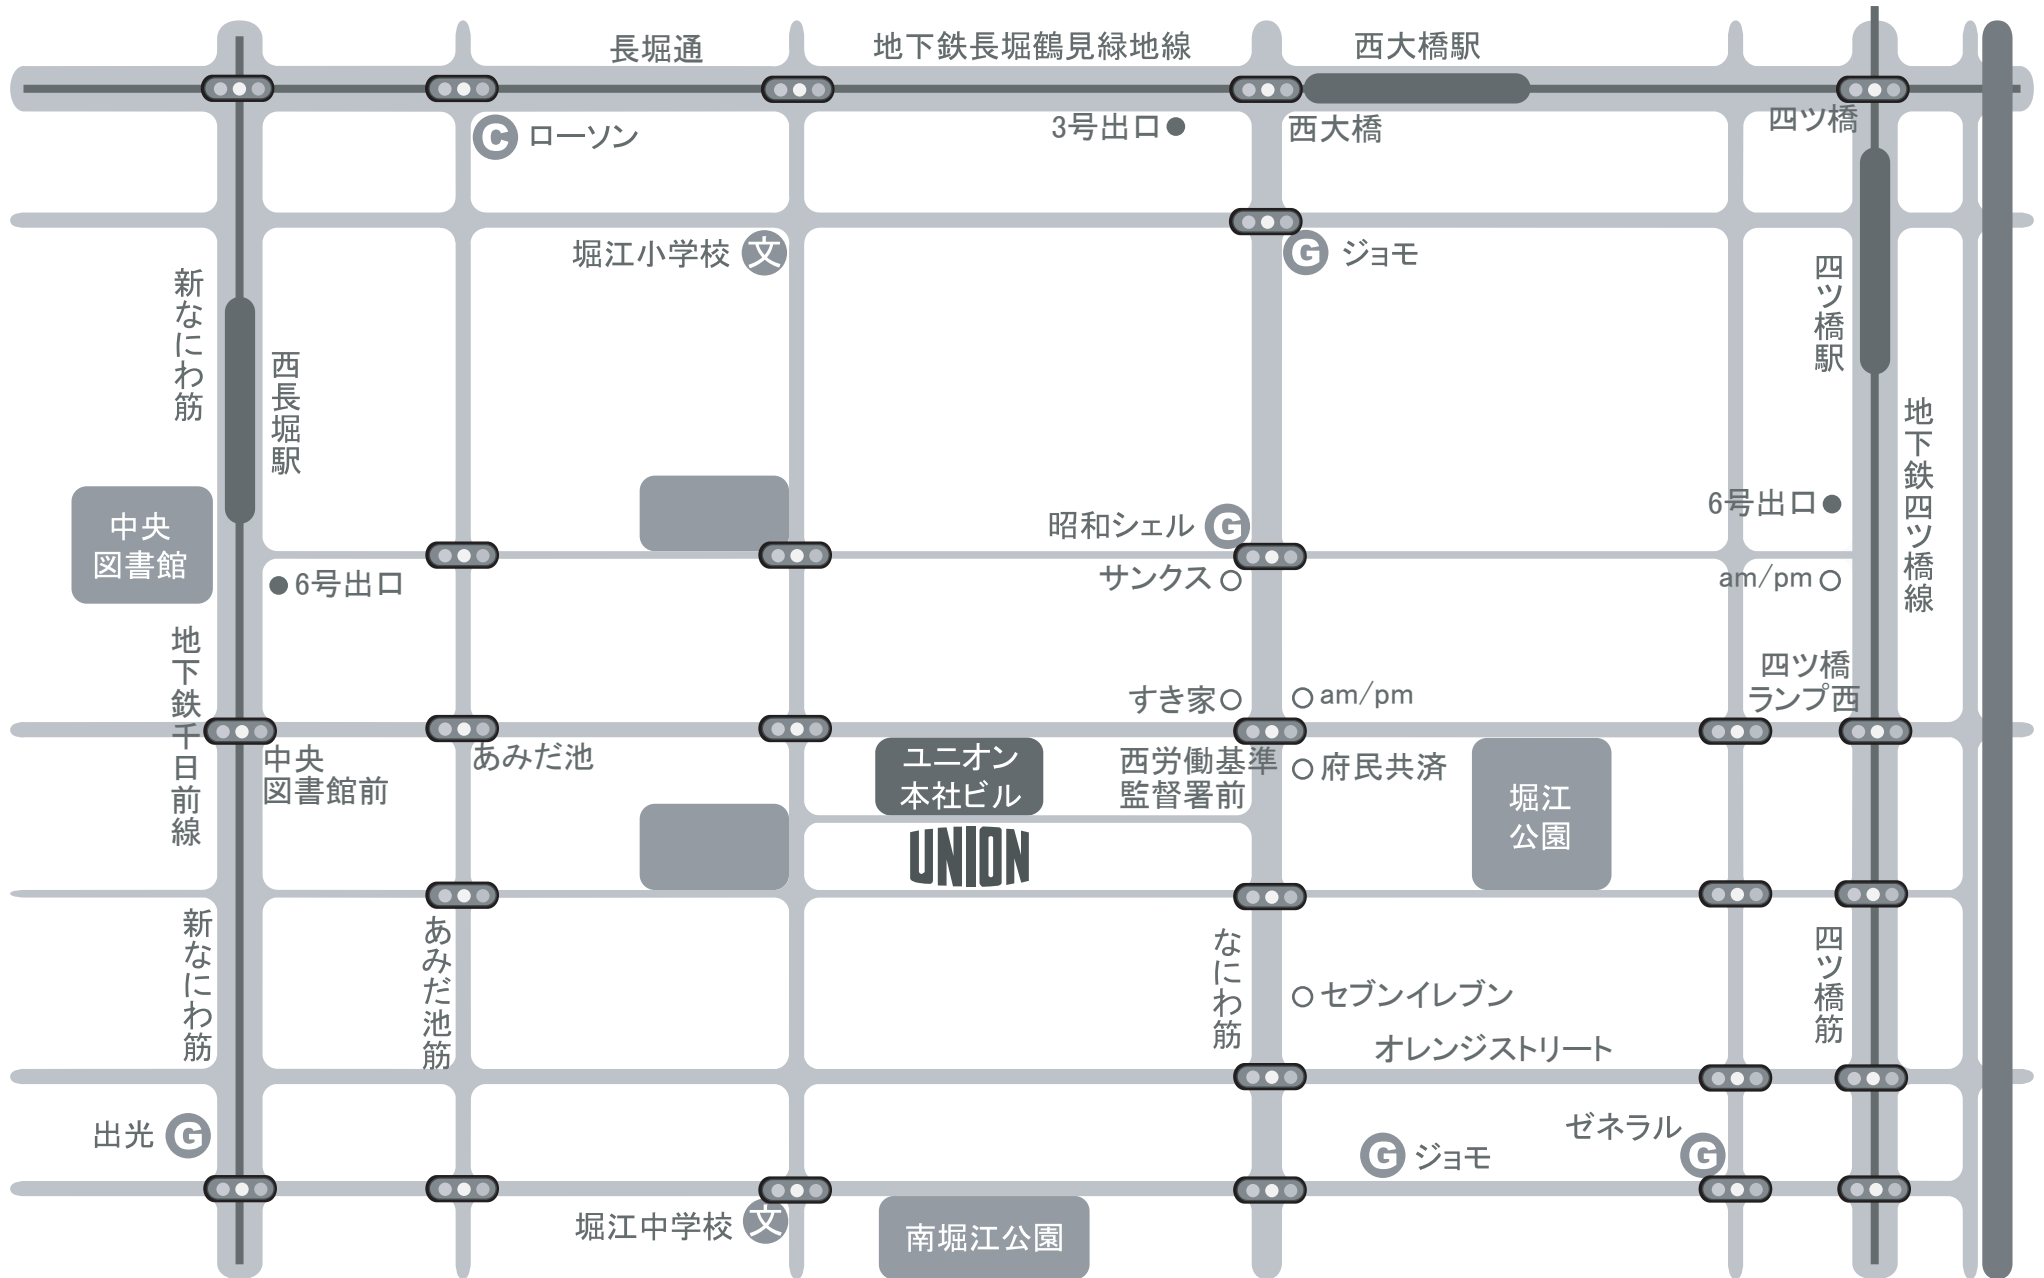 長堀通
地下鉄長堀鶴見緑地線
西大橋駅
C
ローソン
3号出口
西大橋
四ツ橋
堀江小学校
文
G
ジョモ
新なにわ筋
西長堀駅
四ツ橋駅
地下鉄四ツ橋線
中央
図書館
6号出口
昭和シェル
G
サンクス
6号出口
am/pm
地下鉄千日前線
すき家
am/pm
四ツ橋
ランプ西
中央
図書館前
あみだ池
ユニオン
本社ビル
UNION
西労働基準
監督署前
府民共済
堀江
公園
新なにわ筋
あみだ池筋
なにわ筋
四ツ橋筋
セブンイレブン
オレンジストリート
出光
G
G
ジョモ
ゼネラル
G
堀江中学校
文
南堀江公園